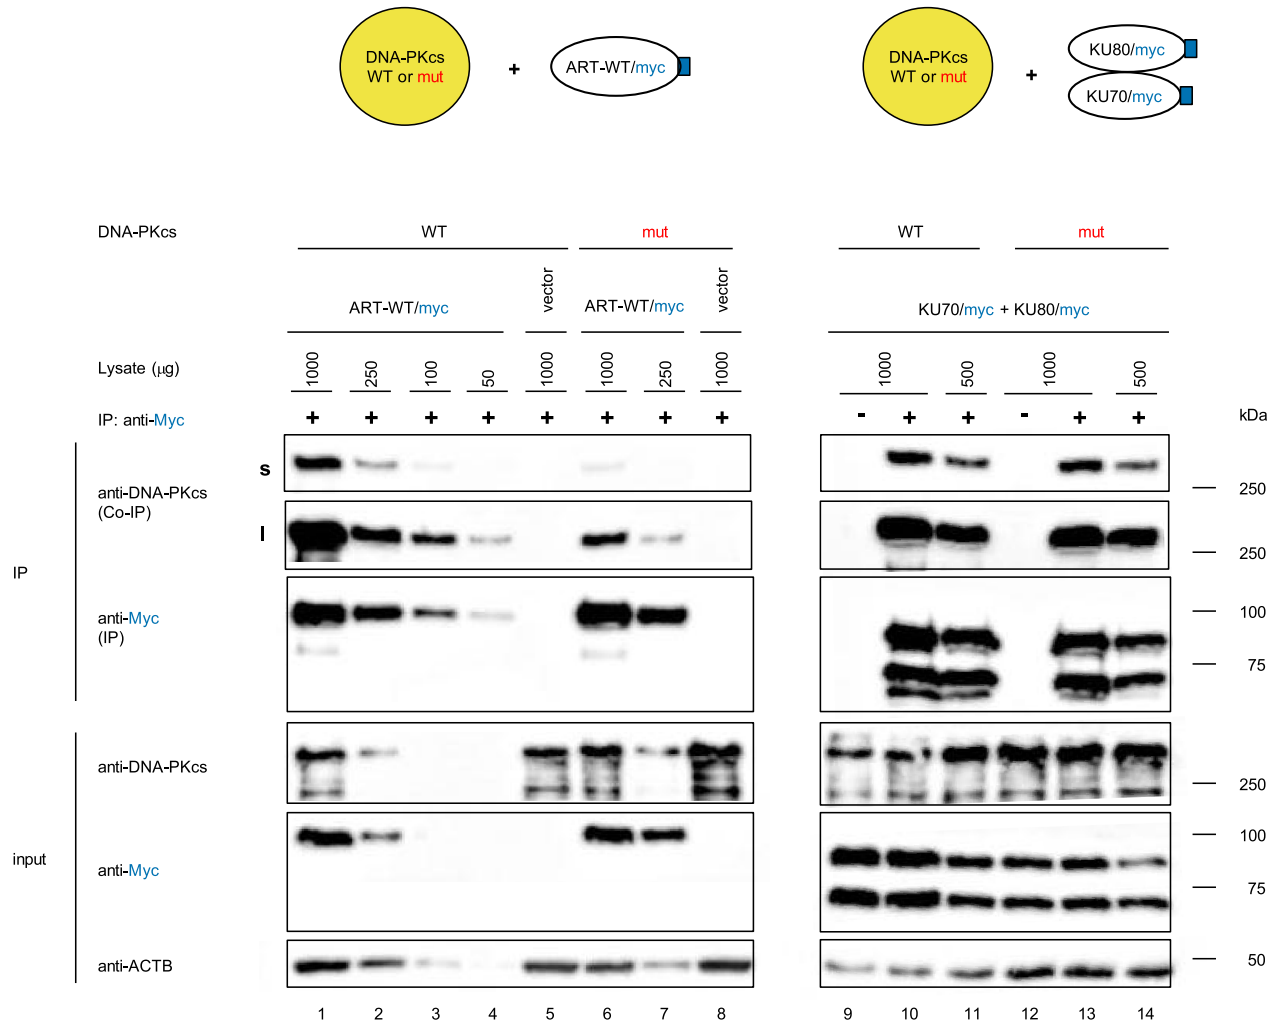 DNA-PKcs
WT or mut
+
ART-WT/myc
DNA-PKcs
WT or mut
+
KU80/myc
KU70/myc
DNA-PKcs
WT
mut
WT
mut
ART-WT/myc
vector
ART-WT/myc
vector
KU70/myc + KU80/myc
Lysate (µg)
1000
250
100
50
1000
1000
250
1000
1000
500
1000
500
IP: anti-Myc
+ + + + + + + + - + + - + +
kDa
s
anti-DNA-PKcs
(Co-IP)
250
l
250
IP
anti-Myc
(IP)
100
75
anti-DNA-PKcs
250
input
anti-Myc
100
75
anti-ACTB
50
1 2 3 4 5 6 7 8 9 10 11 12 13 14